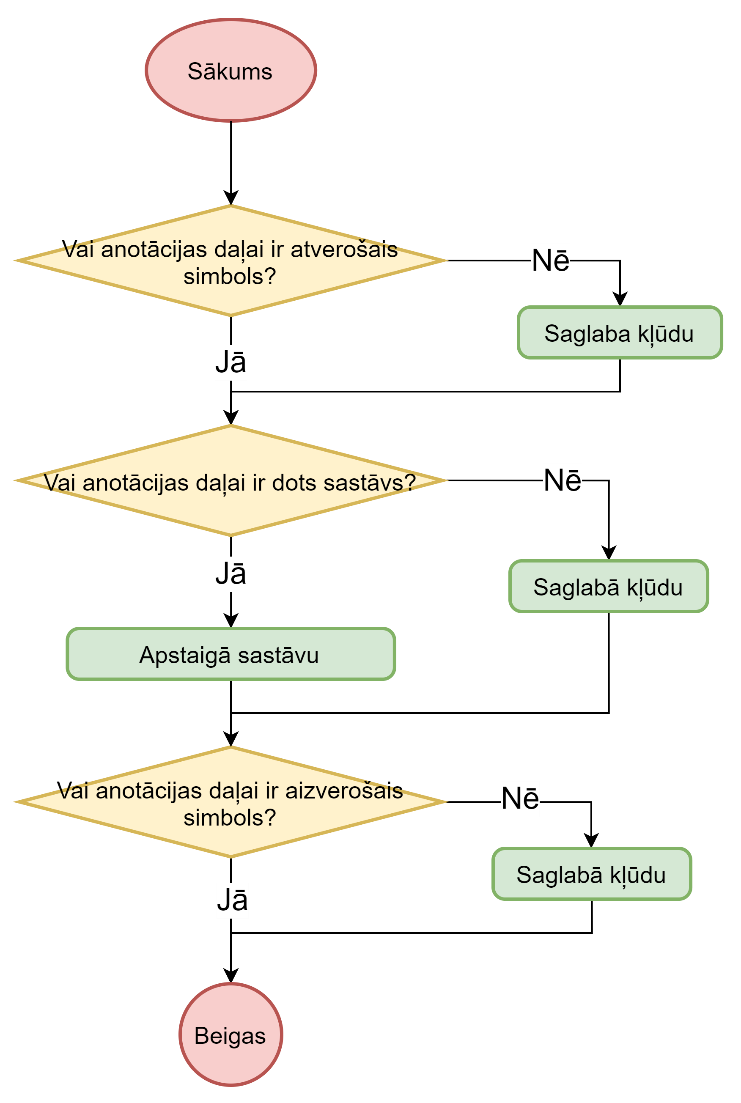 Sākums
Vai anotācijas daļai ir atverošais
simbols?
Nē
Saglaba kļūdu
Jā
Vai anotācijas daļai ir dots sastāvs?
Nē
Jā
Saglabā kļūdu
Apstaigā sastāvu
Vai anotācijas daļai ir aizverošais
simbols?
Nē
Saglabā kļūdu
Jā
Beigas